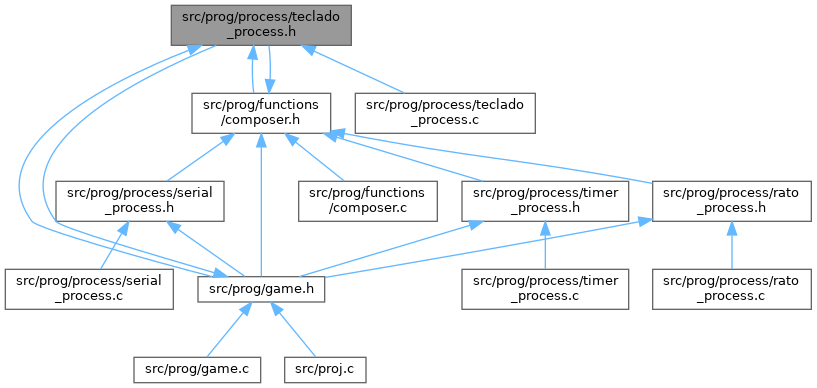 src/prog/process/teclado
_process.h
src/prog/functions
/composer.h
src/prog/process/teclado
_process.c
src/prog/process/serial
_process.h
src/prog/functions
/composer.c
src/prog/process/timer
_process.h
src/prog/process/rato
_process.h
src/prog/process/serial
_process.c
src/prog/game.h
src/prog/process/timer
_process.c
src/prog/process/rato
_process.c
src/prog/game.c
src/proj.c